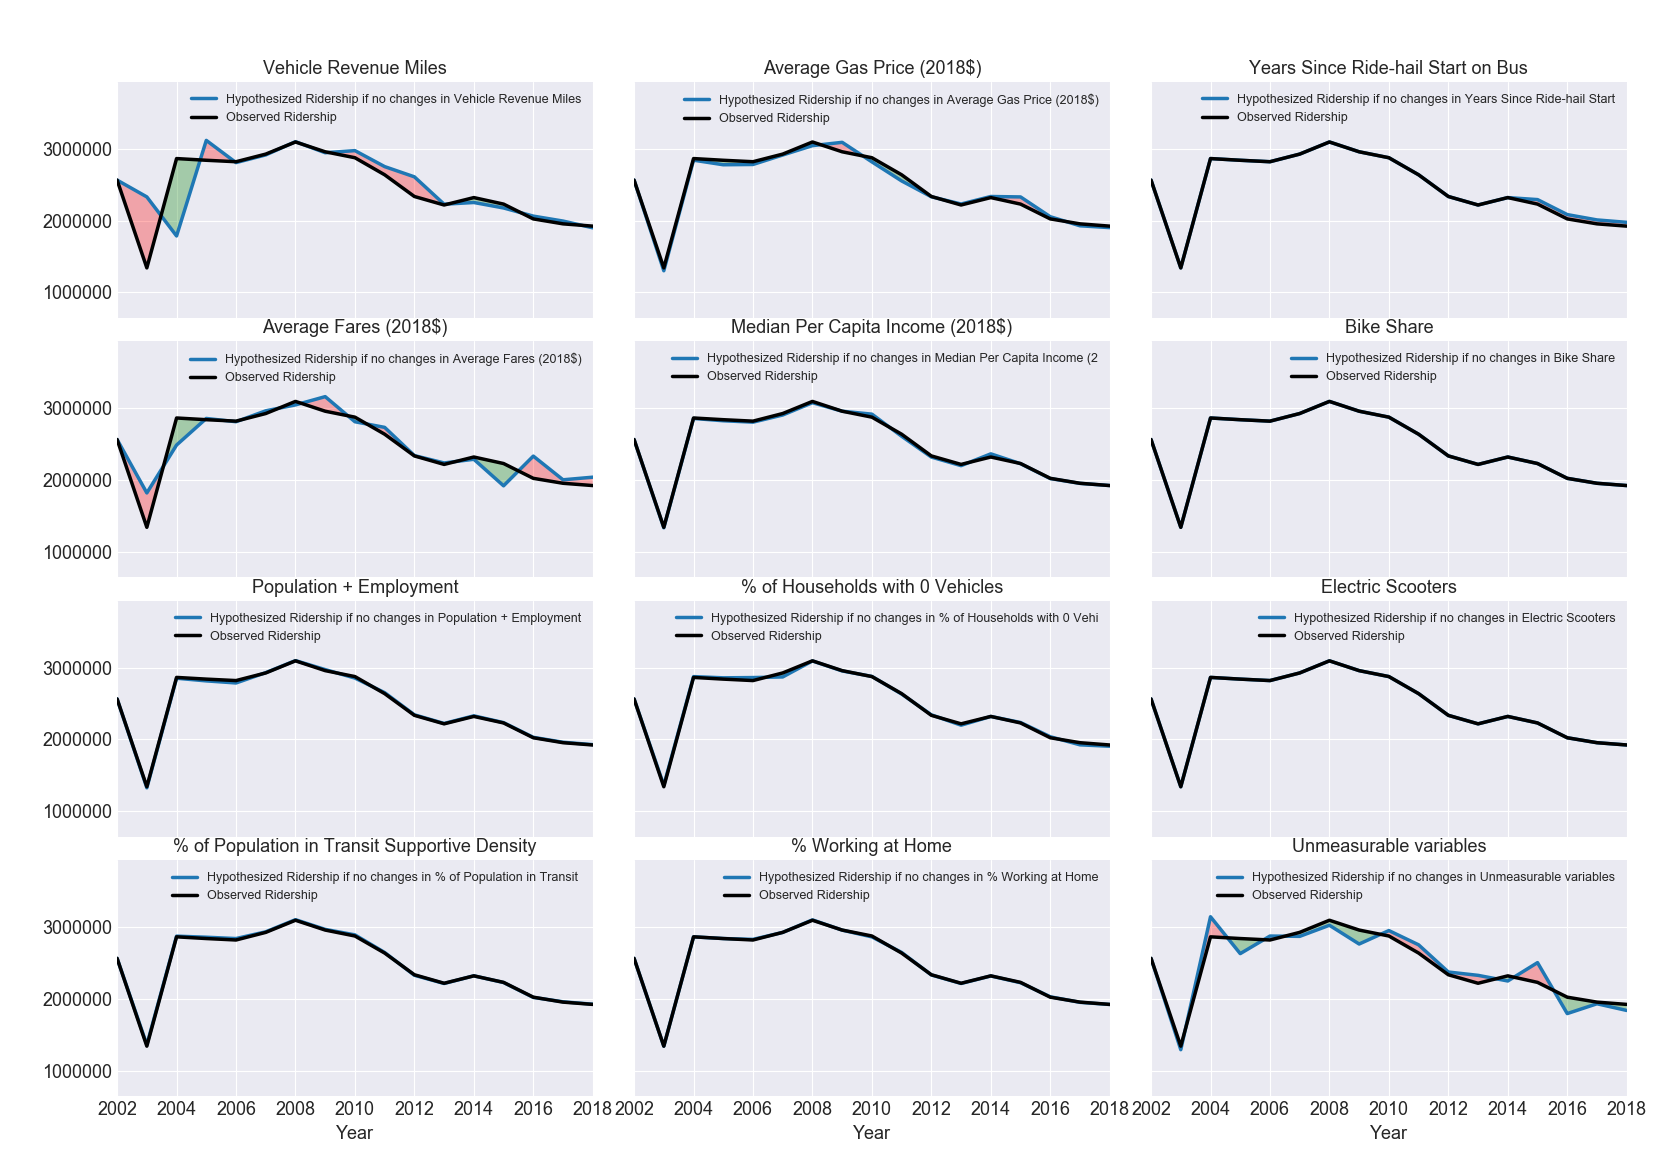 Vehicle Revenue Miles
Hypothesized Ridership if no changes in Vehicle Revenue Miles
Observed Ridership
3000000
2000000
1000000
Average Gas Price (2018$)
Hypothesized Ridership if no changes in Average Gas Price (2018$)
Observed Ridership
Years Since Ride-hail Start on Bus
Hypothesized Ridership if no changes in Years Since Ride-hail Start
Observed Ridership
Average Fares (2018$)
Hypothesized Ridership if no changes in Average Fares (2018$)
Observed Ridership
3000000
2000000
1000000
Median Per Capita Income (2018$)
Hypothesized Ridership if no changes in Median Per Capita Income (2
Observed Ridership
Bike Share
Hypothesized Ridership if no changes in Bike Share
Observed Ridership
Population + Employment
Hypothesized Ridership if no changes in Population + Employment
Observed Ridership
3000000
2000000
1000000
% of Households with 0 Vehicles
Hypothesized Ridership if no changes in % of Households with 0 Vehi
Observed Ridership
Electric Scooters
Hypothesized Ridership if no changes in Electric Scooters
Observed Ridership
% of Population in Transit Supportive Density
Hypothesized Ridership if no changes in % of Population in Transit
Observed Ridership
3000000
2000000
1000000
2002 2004 2006 2008 2010 2012 2014 2016 2018
Year
% Working at Home
Hypothesized Ridership if no changes in % Working at Home
Observed Ridership
2002 2004 2006 2008 2010 2012 2014 2016 2018
Year
Unmeasurable variables
Hypothesized Ridership if no changes in Unmeasurable variables
Observed Ridership
2002 2004 2006 2008 2010 2012 2014 2016 2018
Year